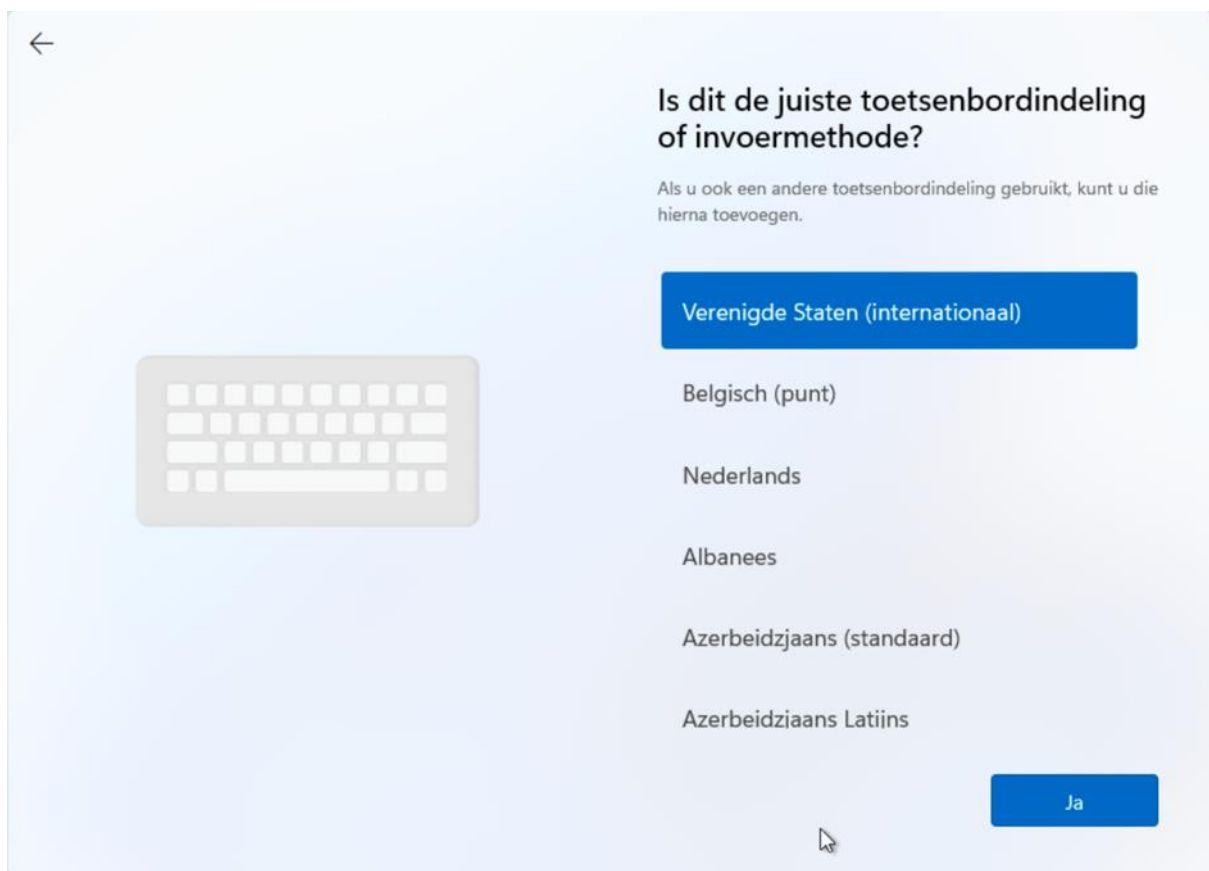 Is dit de juiste toetsenbordindeling
of invoermethode?
Als u ook een andere toetsenbordindeling gebruikt, kunt u die
hierna toevoegen.
Verenigde Staten (internationaal)
Belgisch (punt)
Nederlands
Albanees
Azerbeidzjaans (standaard)
Azerbeidzjaans Latijns
Ja